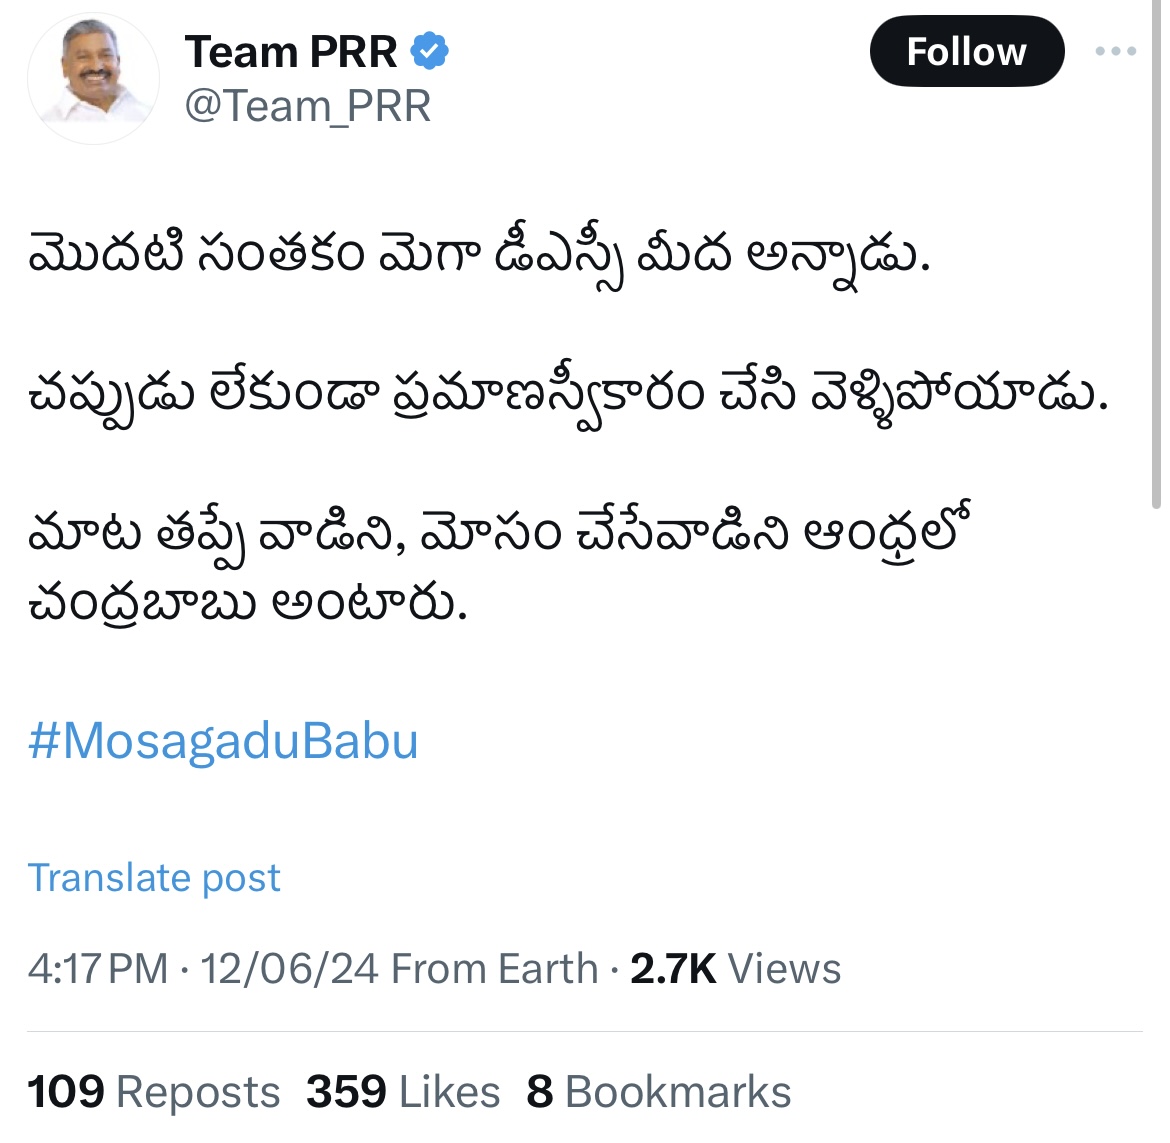 Team PRR
Follow
@Team_PRR
మొదటి సంతకం మెగా డీఎస్సీ మీద అన్నాడు.
చప్పుడు లేకుండా ప్రమాణస్వీకారం చేసి వెళ్ళిపోయాడు.
మాట తప్పే వాడిని, మోసం చేసేవాడిని ఆంధ్రలో
చంద్రబాబు అంటారు.
#MosagaduBabu
Translate post
4:17 PM · 12/06/24 From Earth · 2.7K Views
109 Reposts 359 Likes 8 Bookmarks